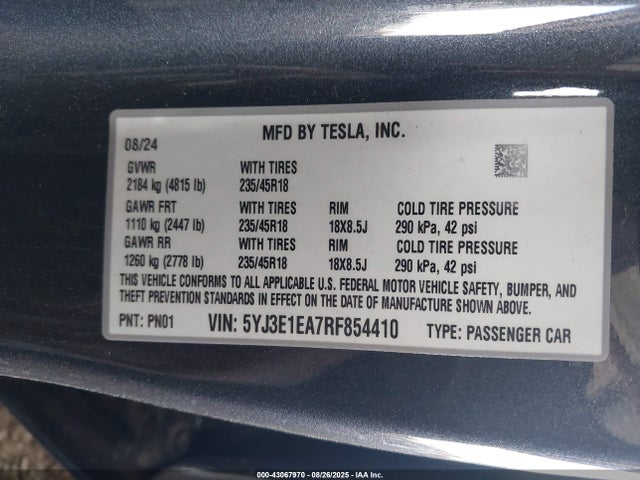 MFD BY TESLA, INC.
08/24
GVWR WITH TIRES
2184 kg (4815 lb) 235/45R18
GAWR FRT WITH TIRES RIM COLD TIRE PRESSURE
1110 kg (2447 lb) 235/45R18 18X8.5J 290 kPa, 42 psi
GAWR RR WITH TIRES RIM COLD TIRE PRESSURE
1260 kg (2778 lb) 235/45R18 18X8.5J 290 kPa, 42 psi
THIS VEHICLE CONFORMS TO ALL APPLICABLE U.S. FEDERAL MOTOR VEHICLE SAFETY, BUMPER, AND
THEFT PREVENTION STANDARDS IN EFFECT ON THE DATE OF MANUFACTURE SHOWN ABOVE.
PNT: PN01 VIN: 5YJ3E1EA7RF854410 TYPE: PASSENGER CAR
000-43067970 - 08/26/2025 - IAA Inc.